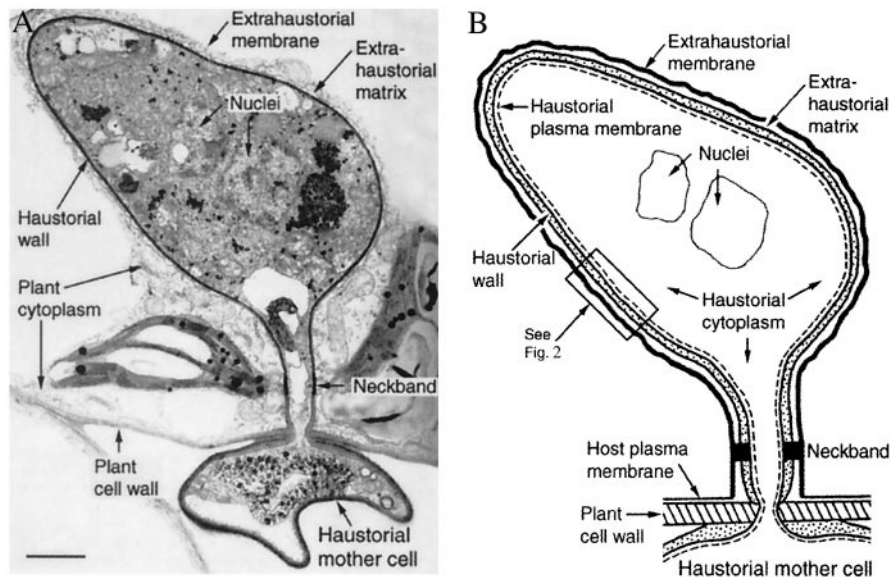 A
Extrahaustorial
membrane
Extra-
haustorial
matrix
Nuclei
Haustorial
wall
Plant
cytoplasm
Neckband
Plant
cell wall
Haustorial
mother cell
B
Extrahaustorial
membrane
Extra-
haustorial
matrix
Haustorial
plasma membrane
Nuclei
Haustorial
wall
Haustorial
cytoplasm
See
Fig. 2
Host plasma
membrane
Neckband
Plant
cell wall
Haustorial mother cell